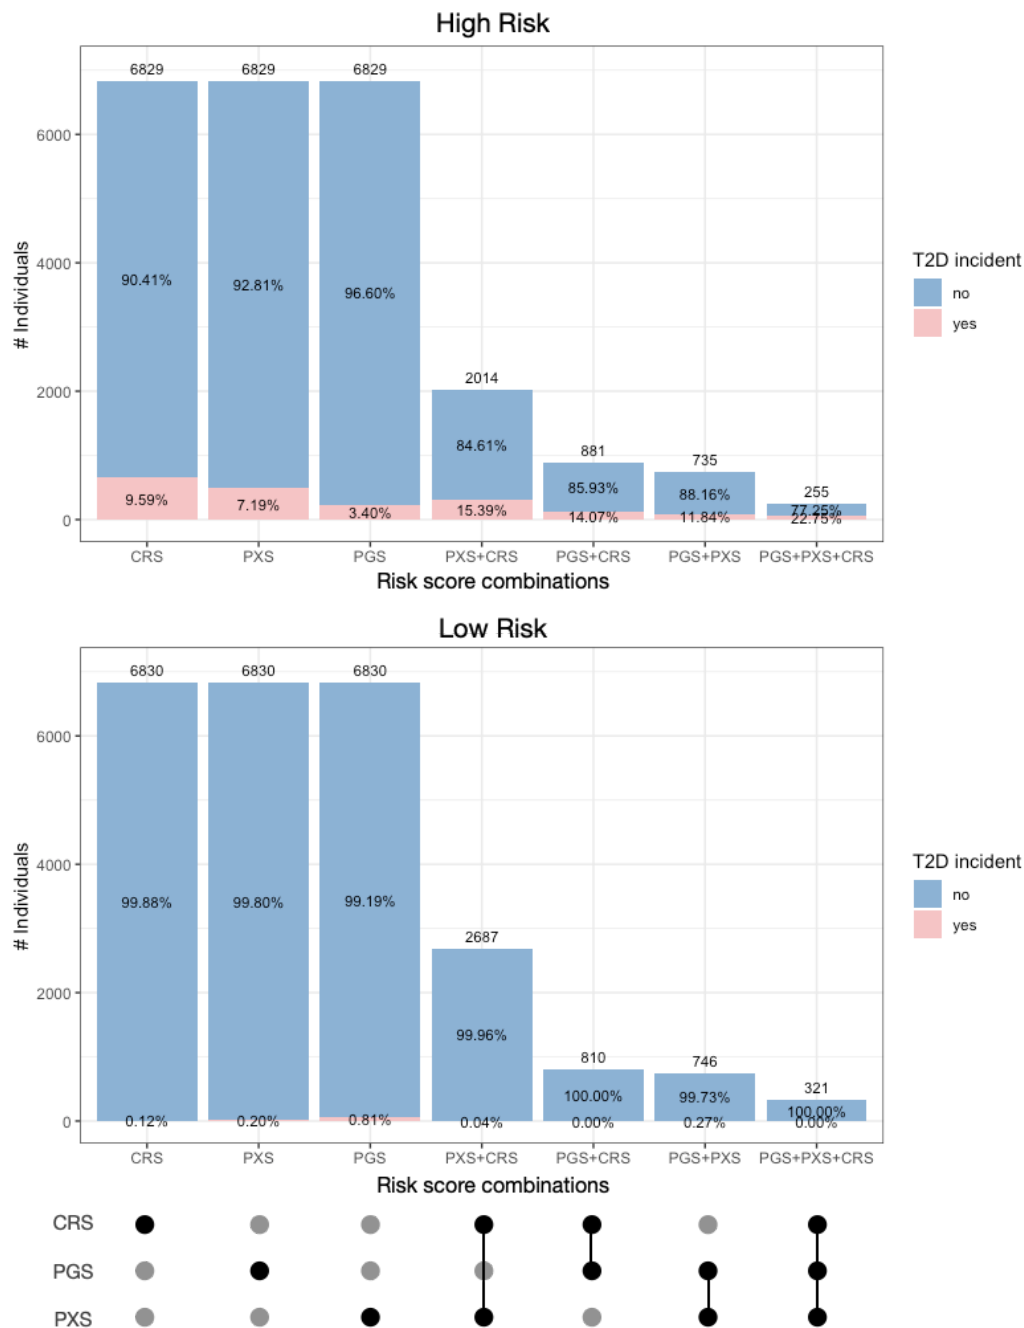 High Risk
6829 6829 6829
6000
90.41% 92.81% 96.60%
4000
# Individuals
T2D incident
no
yes
2014
2000
84.61%
881 735 255
85.93% 88.16% 77.25%
9.59% 7.19% 3.40% 15.39% 14.07% 11.84% 22.75%
0
CRS PXS PGS PXS+CRS PGS+CRS PGS+PXS PGS+PXS+CRS
Risk score combinations
Low Risk
6830 6830 6830
6000
99.88% 99.80% 99.19%
4000
# Individuals
T2D incident
no
yes
2687
2000
99.96%
810 746 321
100.00% 99.73% 100.00%
0.12% 0.20% 0.81% 0.04% 0.00% 0.27% 0.00%
0
CRS PXS PGS PXS+CRS PGS+CRS PGS+PXS PGS+PXS+CRS
Risk score combinations
CRS
PGS
PXS